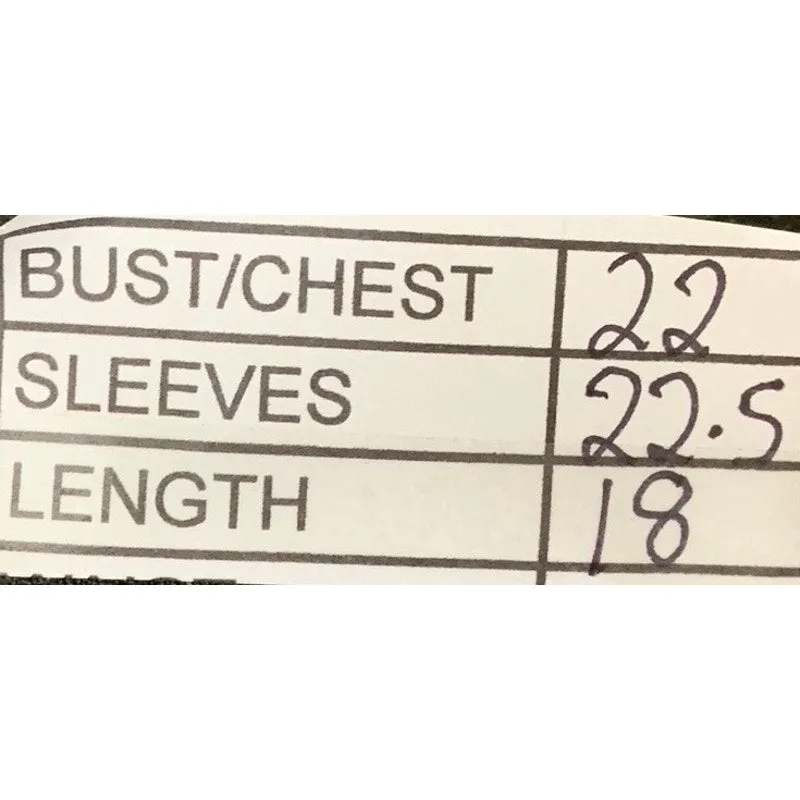 BUST/CHEST 22
SLEEVES 22.5
LENGTH 18